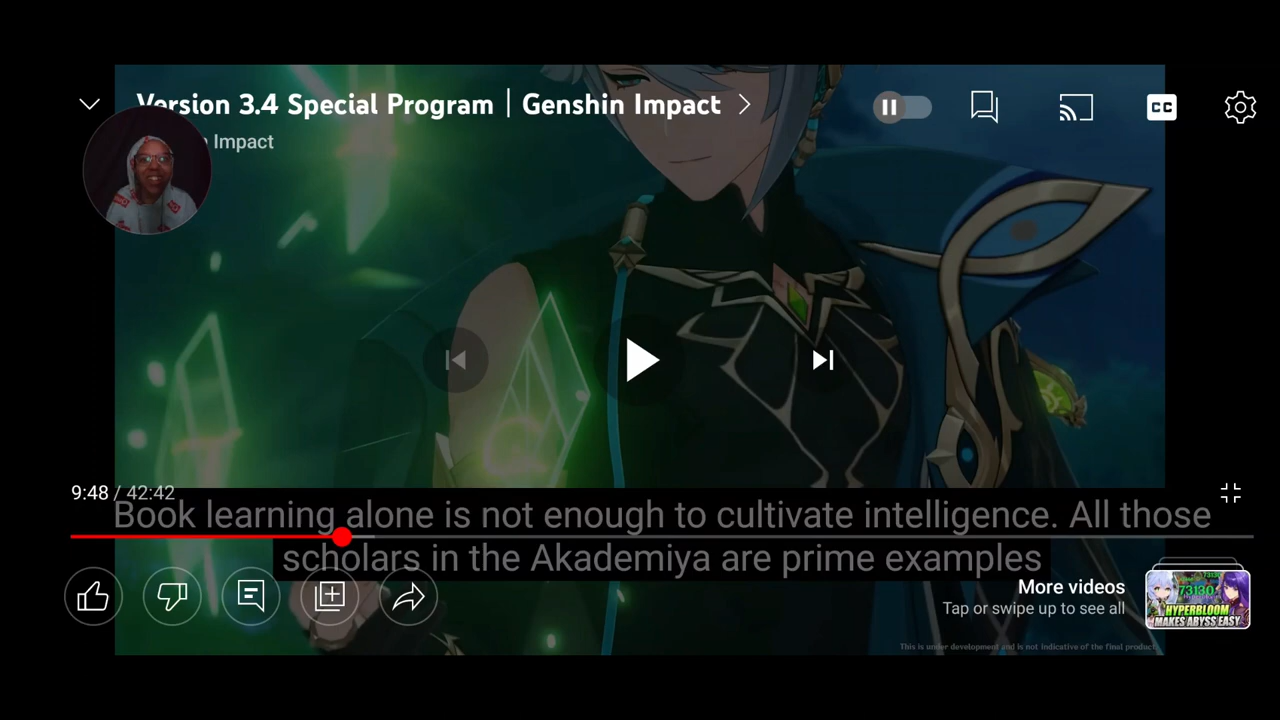 Version 3.4 Special Program | Genshin Impact
Impact
CC
9:48 / 42:42
Book learning alone is not enough to cultivate intelligence. All those
scholars in the Akademiya are prime examples
More videos
Tap or swipe up to see all
73130
HYPERBLOOM
MAKES ABYSS EASY
This is under development and is not indicative of the final product.